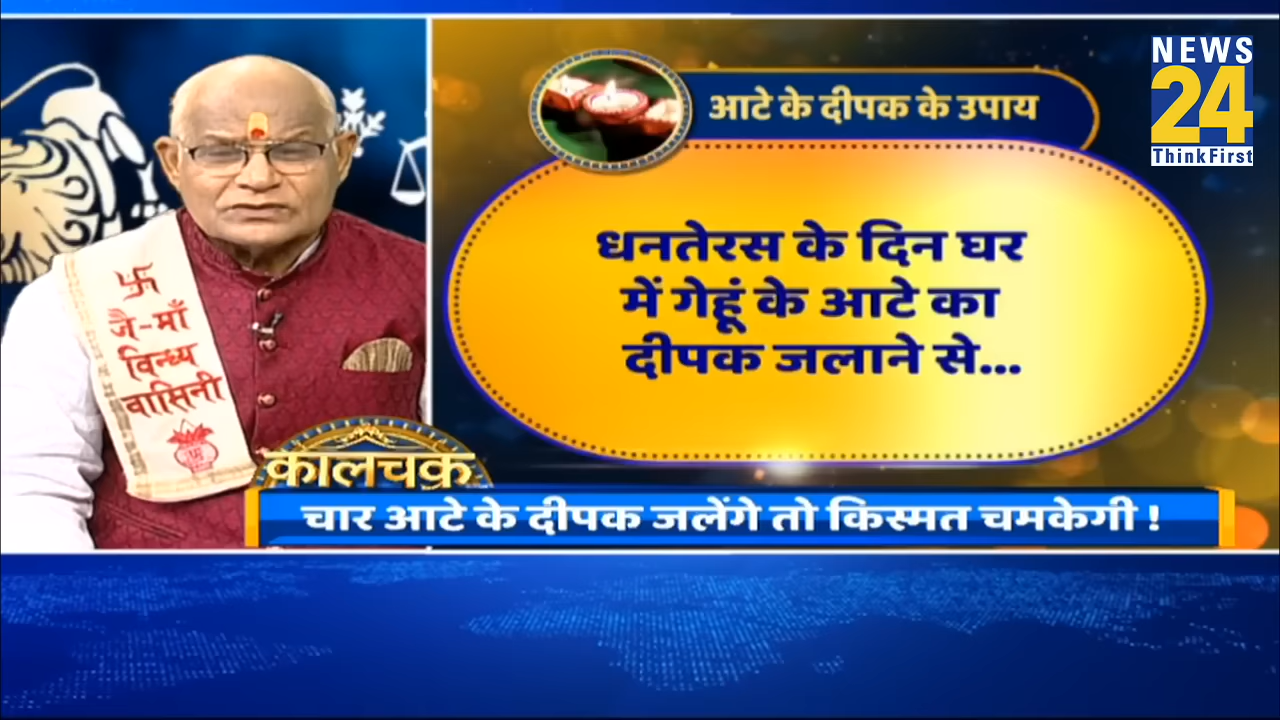 NEWS
24
ThinkFirst
आटे के दीपक के उपाय
धनतेरस के दिन घर
में गेहूं के आटे का
दीपक जलाने से...
जै-माँ
विन्ध्य
वासिनी
कालचक्र
चार आटे के दीपक जलेंगे तो किस्मत चमकेगी !